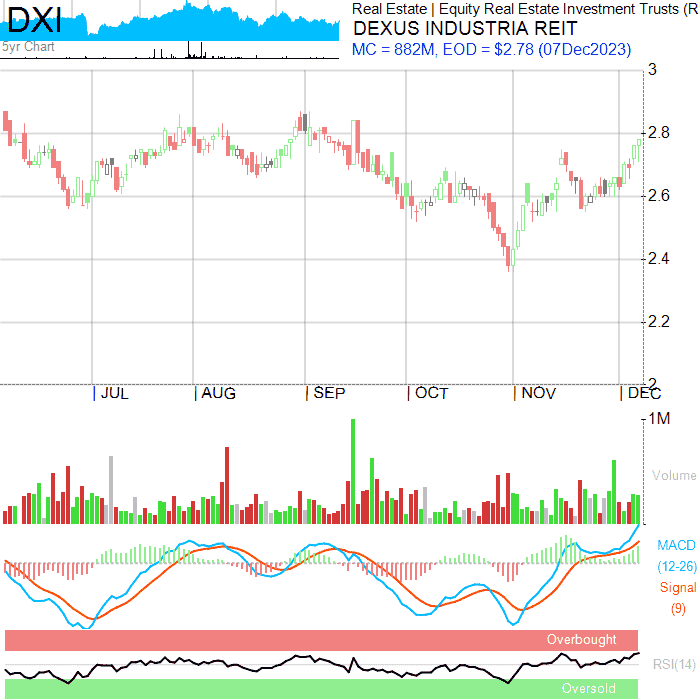 DXI
Real Estate | Equity Real Estate Investment Trusts (R
DEXUS INDUSTRIA REIT
5yr Chart
MC = 882M, EOD = $2.78 (07Dec2023)
3
2.8
2.6
2.4
2.2
2
JUL AUG SEP OCT NOV DEC
1M
Volume
MACD
(12-26)
Signal
(9)
Overbought
RSI(14)
Oversold